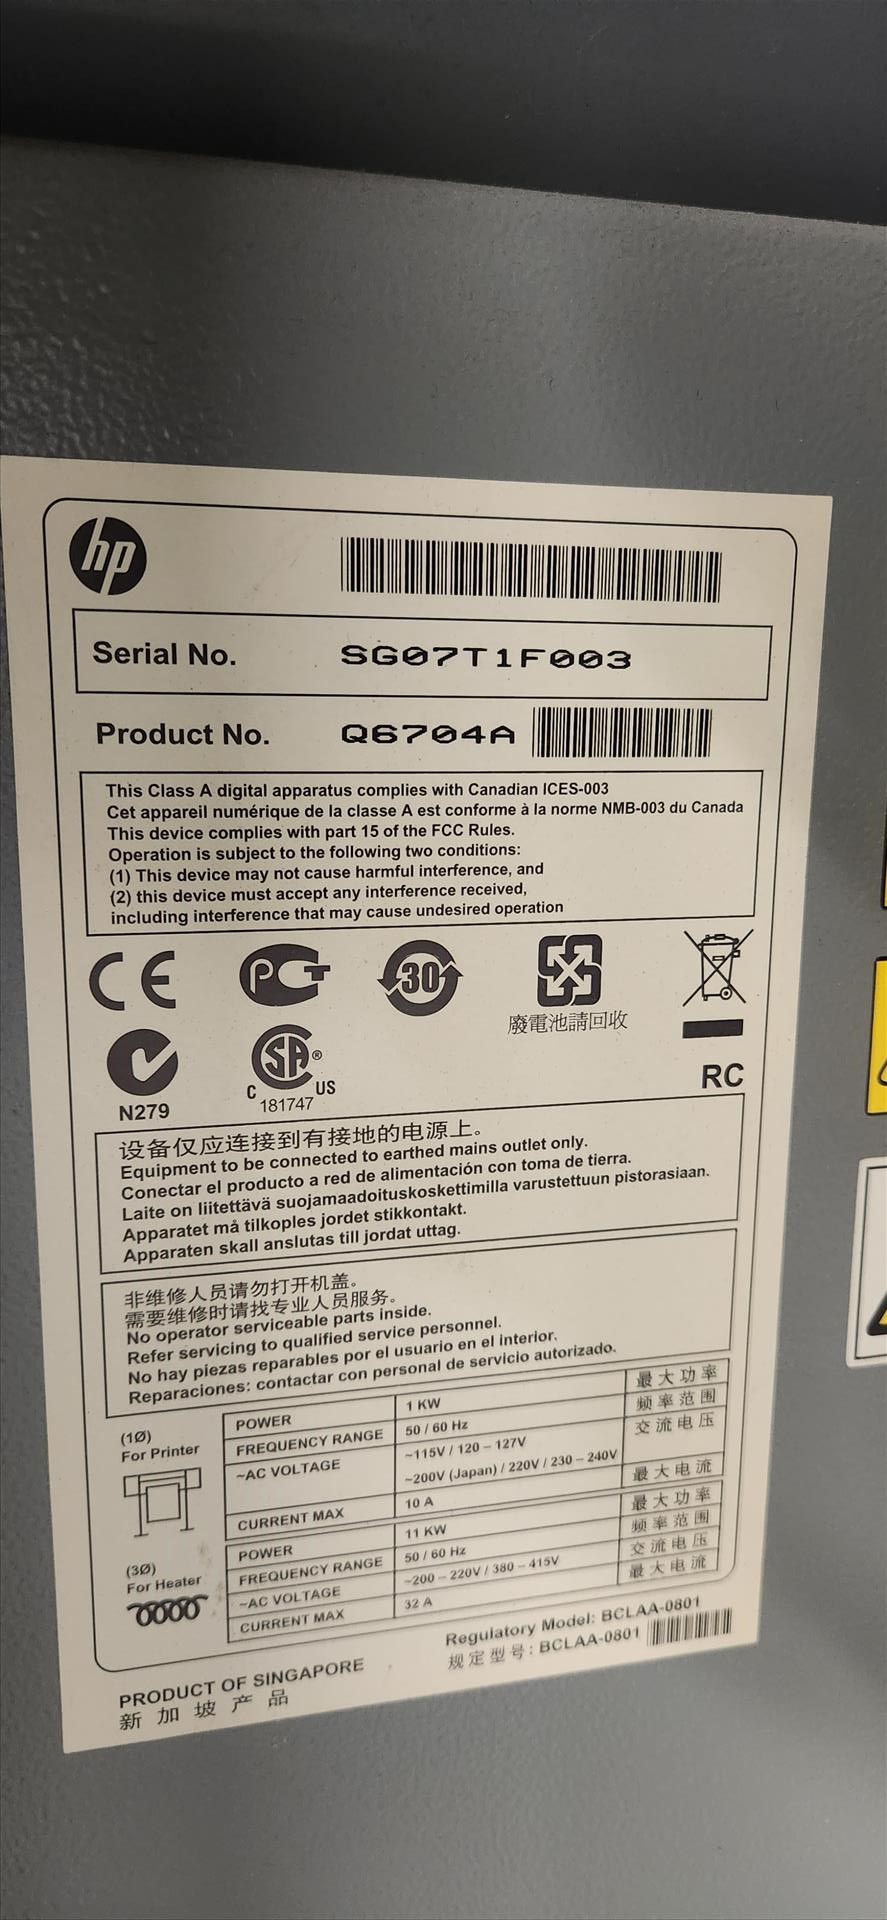 hp
Serial No. SG07T1F003
Product No. Q6704A
This Class A digital apparatus complies with Canadian ICES-003
Cet appareil numérique de la classe A est conforme à la norme NMB-003 du Canada
This device complies with part 15 of the FCC Rules.
Operation is subject to the following two conditions:
(1) This device may not cause harmful interference, and
(2) this device must accept any interference received,
including interference that may cause undesired operation
CE PCT 30
廢電池請回收
N279
C SA ® US
181747
RC
设备仅应连接到有接地的电源上。
Equipment to be connected to earthed mains outlet only.
Conectar el producto a red de alimentación con toma de tierra.
Laite on liitettävä suojamaadoituskoskettimilla varustettuun pistorasiaan.
Apparatet må tilkoples jordet stikkontakt.
Apparaten skall anslutas till jordat uttag.
非维修人员请勿打开机盖。
需要维修时请找专业人员服务。
No operator serviceable parts inside.
Refer servicing to qualified service personnel.
No hay piezas reparables por el usuario en el interior.
Reparaciones: contactar con personal de servicio autorizado.
(1Ø)
For Printer
POWER 1 KW 最大功率
FREQUENCY RANGE 50 / 60 Hz 频率范围
~AC VOLTAGE ~115V / 120 – 127V 交流电压
~200V (Japan) / 220V / 230 – 240V
CURRENT MAX 10 A 最大电流
(3Ø)
For Heater
POWER 11 KW 最大功率
FREQUENCY RANGE 50 / 60 Hz 频率范围
~AC VOLTAGE ~200 – 220V / 380 – 415V 交流电压
CURRENT MAX 32 A 最大电流
Regulatory Model: BCLAA-0801
规定型号: BCLAA-0801
PRODUCT OF SINGAPORE
新加坡产品